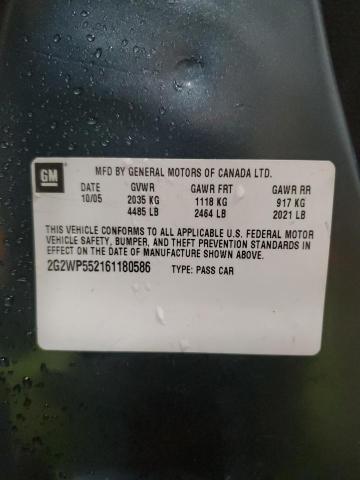 GM
MFD BY GENERAL MOTORS OF CANADA LTD.
DATE GVWR GAWR FRT GAWR RR
10/05 2035 KG 1118 KG 917 KG
4485 LB 2464 LB 2021 LB
THIS VEHICLE CONFORMS TO ALL APPLICABLE U.S. FEDERAL MOTOR
VEHICLE SAFETY, BUMPER, AND THEFT PREVENTION STANDARDS
IN EFFECT ON THE DATE OF MANUFACTURE SHOWN ABOVE.
2G2WP552161180586 TYPE: PASS CAR